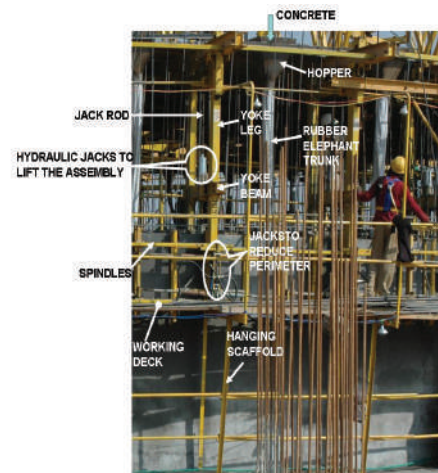 CONCRETE
HOPPER
JACK ROD
YOKE
LEG
RUBBER
ELEPHANT
TRUNK
HYDRAULIC JACKS TO
LIFT THE ASSEMBLY
YOKE
BEAM
JACKSTO
REDUCE
PERIMETER
SPINDLES
WORKING
DECK
HANGING
SCAFFOLD